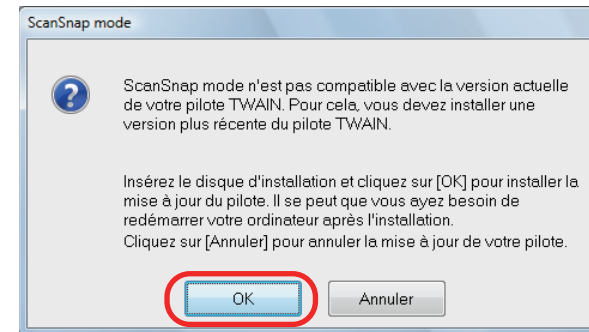 ScanSnap mode
ScanSnap mode n'est pas compatible avec la version actuelle
de votre pilote TWAIN. Pour cela, vous devez installer une
version plus récente du pilote TWAIN.
Insérez le disque d'installation et cliquez sur [OK] pour installer la
mise à jour du pilote. Il se peut que vous ayez besoin de
redémarrer votre ordinateur après l'installation.
Cliquez sur [Annuler] pour annuler la mise à jour de votre pilote.
OK
Annuler